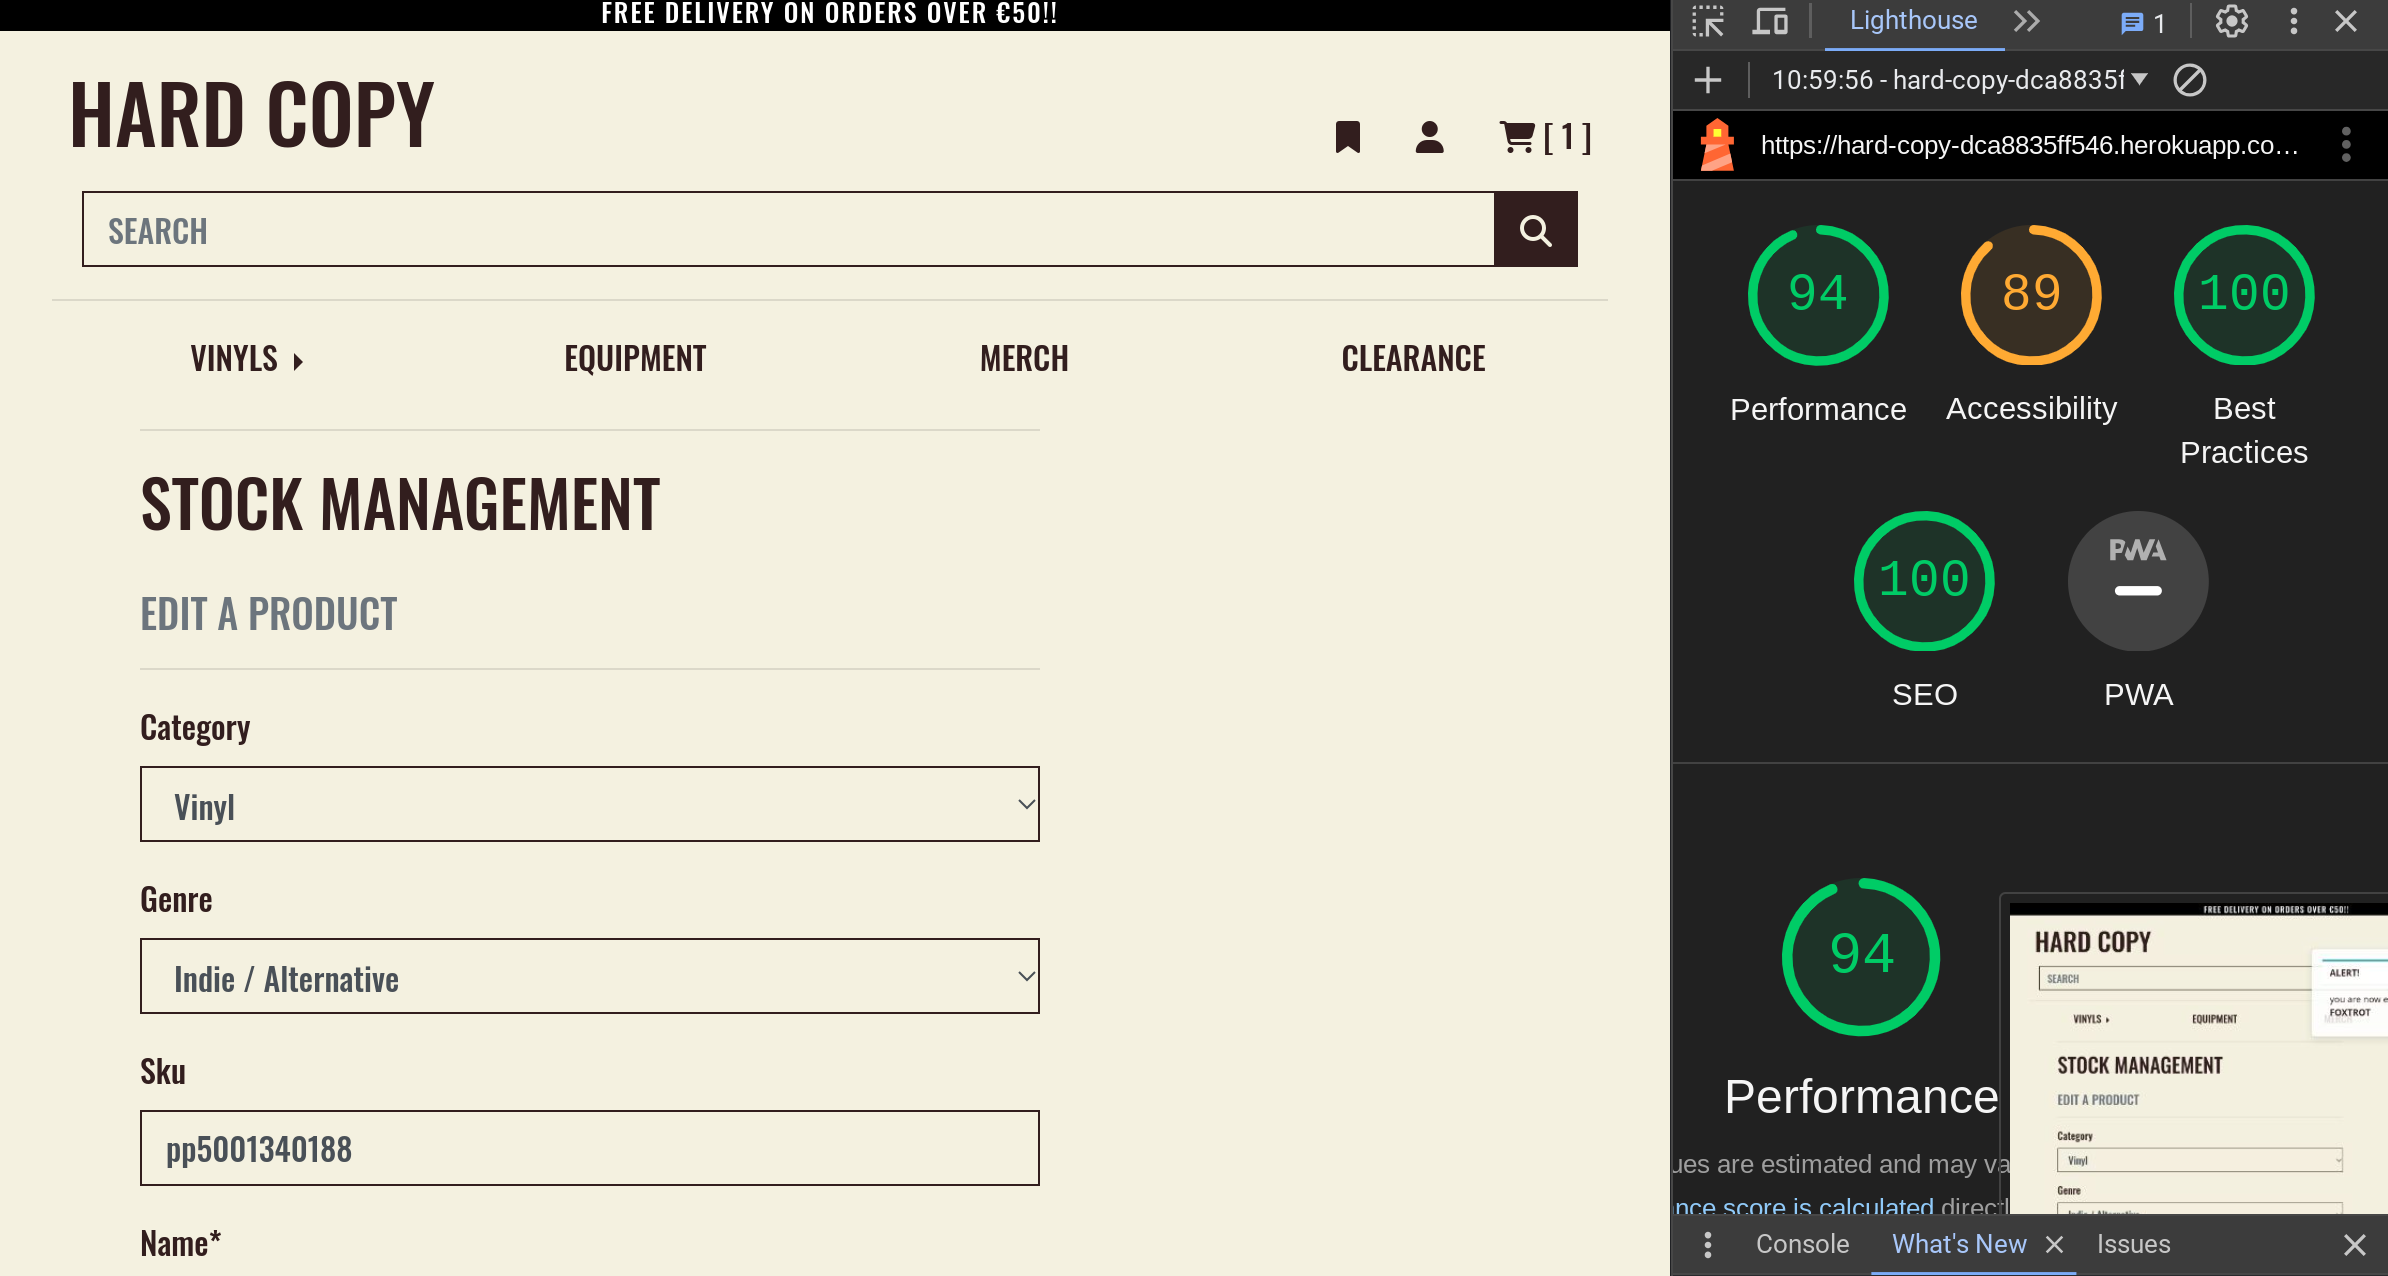 FREE DELIVERY ON ORDERS OVER €50!!
HARD COPY
[ 1 ]
SEARCH
VINYLS
EQUIPMENT
MERCH
CLEARANCE
STOCK MANAGEMENT
EDIT A PRODUCT
Category
Vinyl
Genre
Indie / Alternative
Sku
pp5001340188
Name*
Lighthouse
1
10:59:56 - hard-copy-dca8835f
https://hard-copy-dca8835ff546.herokuapp.co…
94
Performance
89
Accessibility
100
Best
Practices
100
SEO
PWA
PWA
94
Performance
ues are estimated and may va
nce score is calculated directl
FREE DELIVERY ON ORDERS OVER €50!!
HARD COPY
SEARCH
ALERT!
you are now e
FOXTROT
VINYLS
EQUIPMENT
STOCK MANAGEMENT
EDIT A PRODUCT
Category
Vinyl
Genre
Console
What's New
Issues